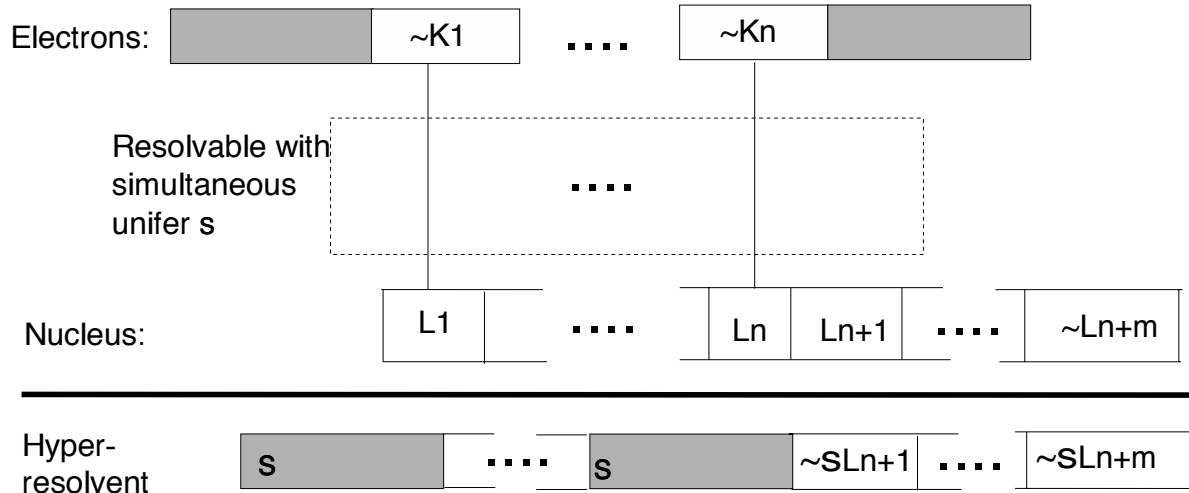 Electrons:
~K1
....
~Kn
Resolvable with
simultaneous
unifer s
....
Nucleus:
L1
....
Ln
Ln+1
....
~Ln+m
Hyper-
resolvent
s
....
s
~sLn+1
....
~sLn+m